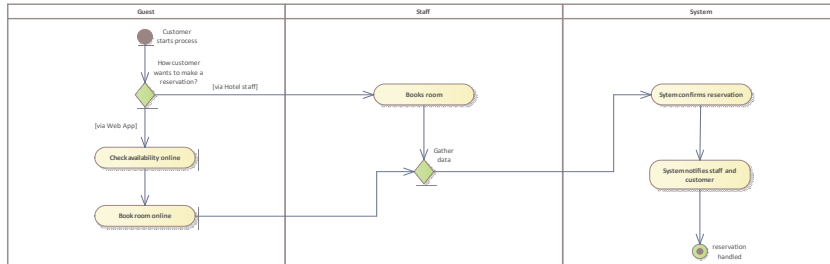 Guest
Staff
System
Customer
starts process
How customer
wants to make a
reservation?
[via Hotel staff]
Books room
Sytem confirms reservation
[via Web App]
Check availability online
Gather
data
System notifies staff and
customer
Book room online
reservation
handled